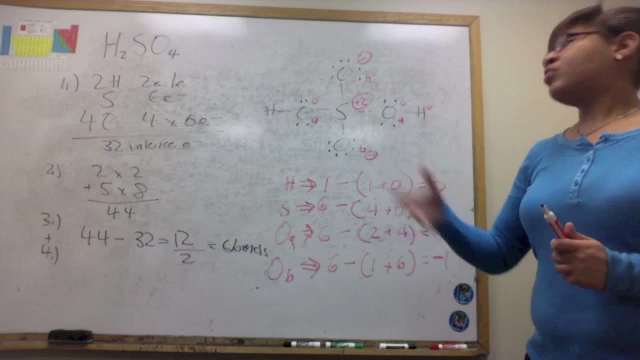 H₂SO₄
1.) 2H 2x1e
S 6e-
4O 4x6e-
32 valence e-
2.) 2x2
+5x8
44
3.)
+
4.)
44-32=12/2=6 bonds
O
H-O-S-O-H
+2
O
H ⇒ 1-(1+0)=0
S ⇒ 6-(4+0)
Oa ⇒ 6-(2+4)=
Ob ⇒ 6-(1+6)=-1